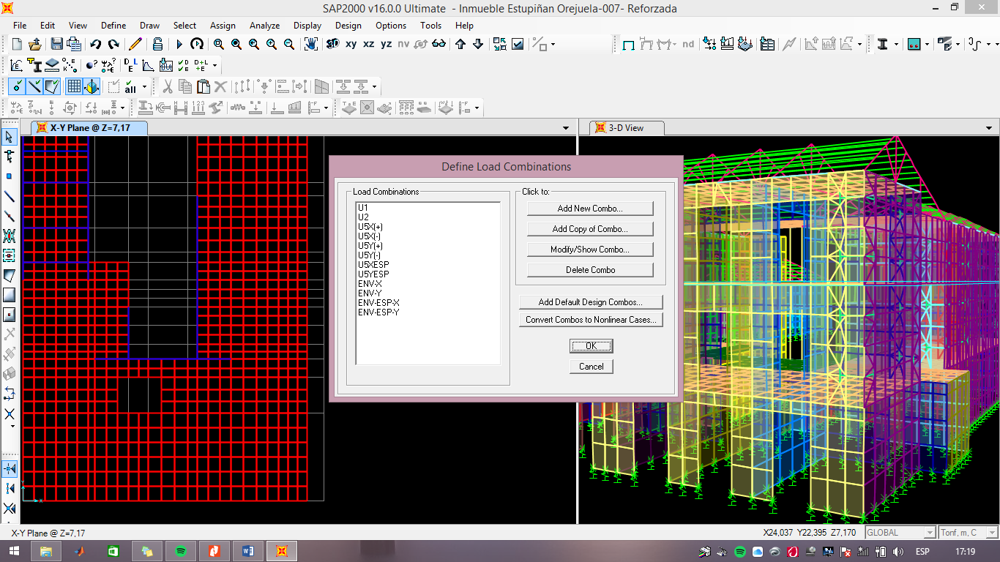 SAP2000 v16.0.0 Ultimate - Inmueble Estupiñan Orejuela-007- Reforzada
File Edit View Define Draw Select Assign Analyze Display Design Options Tools Help
3D xy xz yz nv nd
all
X-Y Plane @ Z=7,17
3-D View
Define Load Combinations
Load Combinations
U1
U2
U5X(+)
U5X(-)
U5Y(+)
U5Y(-)
U5XESP
U5YESP
ENV-X
ENV-Y
ENV-ESP-X
ENV-ESP-Y
Click to:
Add New Combo...
Add Copy of Combo...
Modify/Show Combo...
Delete Combo
Add Default Design Combos...
Convert Combos to Nonlinear Cases...
OK
Cancel
X-Y Plane @ Z=7,17
X24,037 Y22,395 Z7,170
GLOBAL
Tonf, m, C
ESP
17:19